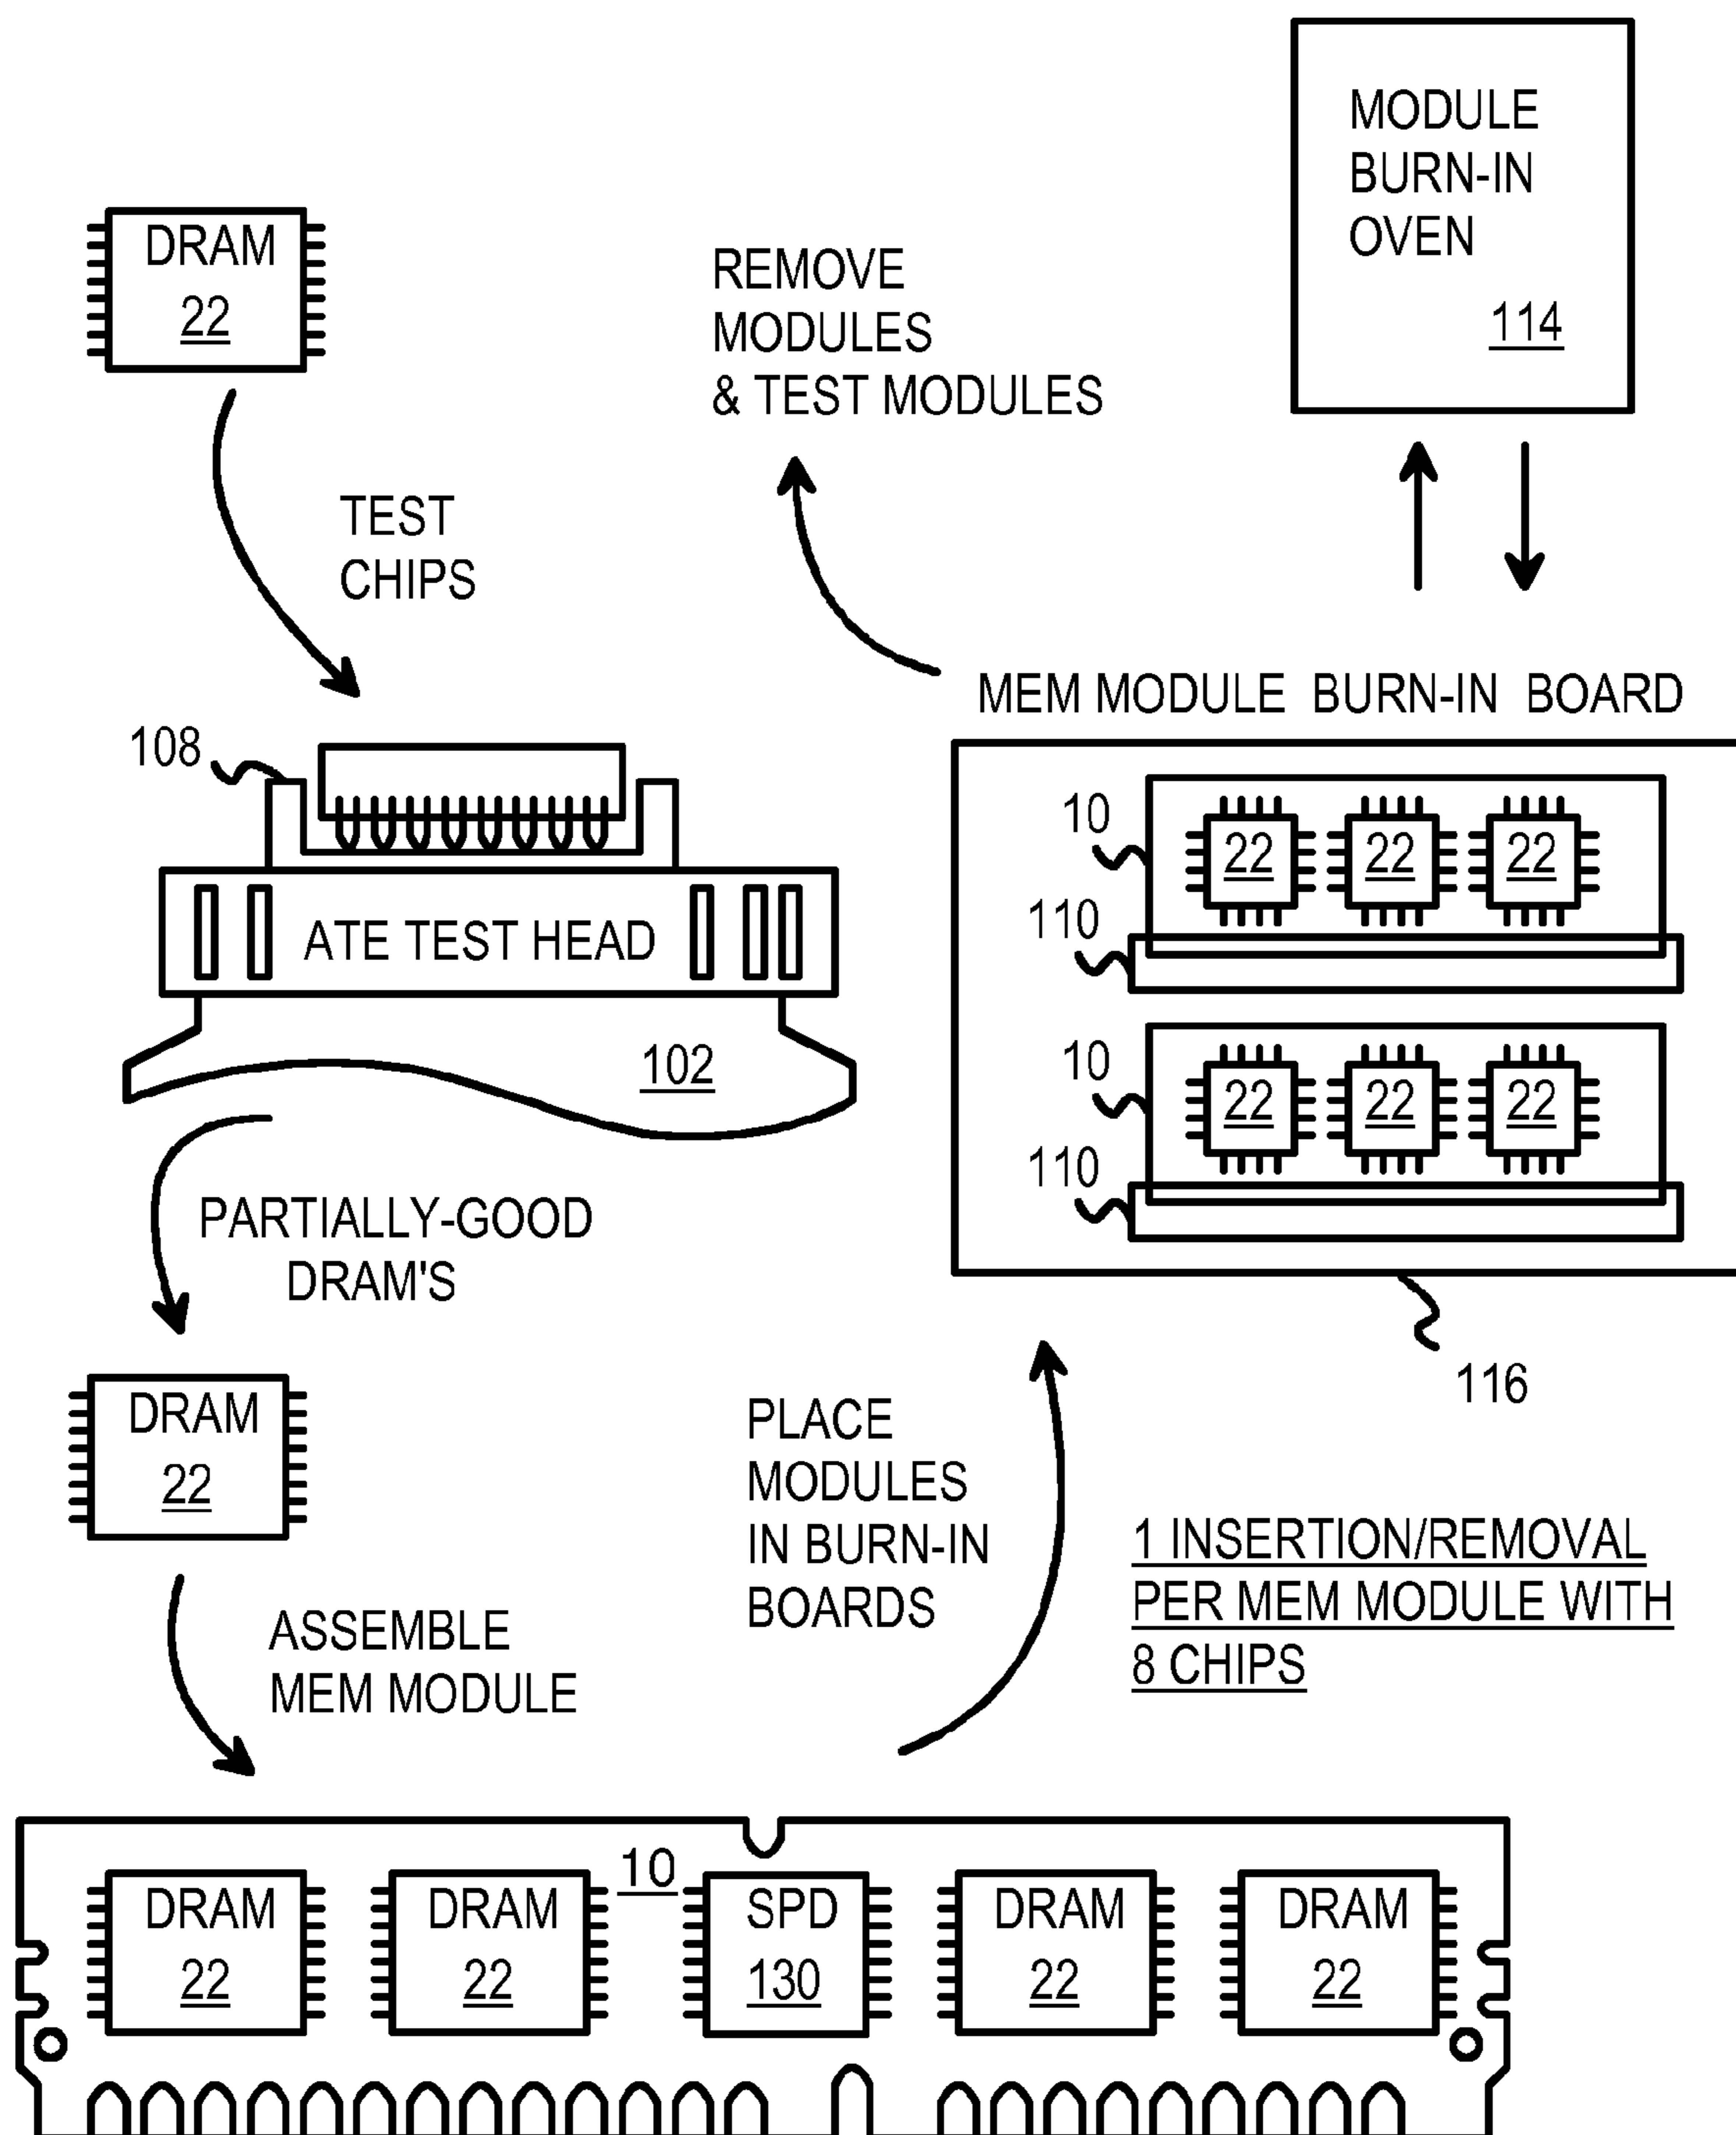 DRAM
22
TEST
CHIPS
108
ATE TEST HEAD
102
PARTIALLY-GOOD
DRAM'S
DRAM
22
ASSEMBLE
MEM MODULE
10
DRAM
22
DRAM
22
SPD
130
DRAM
22
DRAM
22
PLACE
MODULES
IN BURN-IN
BOARDS
1 INSERTION/REMOVAL
PER MEM MODULE WITH
8 CHIPS
MEM MODULE BURN-IN BOARD
10
22 22 22
110
10
22 22 22
110
116
MODULE
BURN-IN
OVEN
114
REMOVE
MODULES
& TEST MODULES